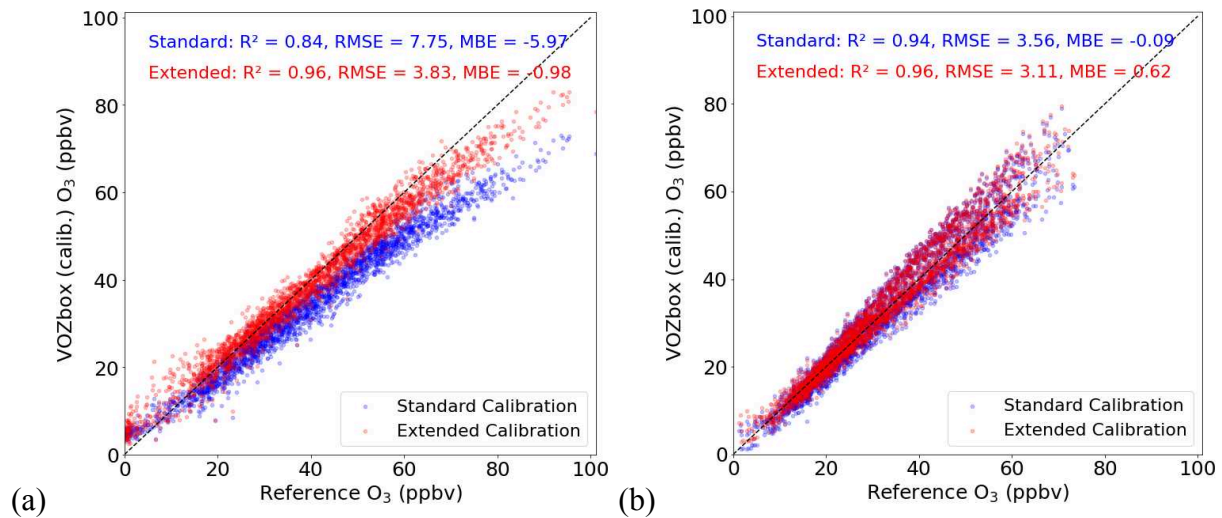 Standard: R² = 0.84, RMSE = 7.75, MBE = -5.97
Extended: R² = 0.96, RMSE = 3.83, MBE = -0.98
100
80
60
40
20
0
VOZbox (calib.) O₃ (ppbv)
Standard Calibration
Extended Calibration
0 20 40 60 80 100
Reference O₃ (ppbv)
(a)
Standard: R² = 0.94, RMSE = 3.56, MBE = -0.09
Extended: R² = 0.96, RMSE = 3.11, MBE = 0.62
100
80
60
40
20
0
VOZbox (calib.) O₃ (ppbv)
Standard Calibration
Extended Calibration
0 20 40 60 80 100
Reference O₃ (ppbv)
(b)